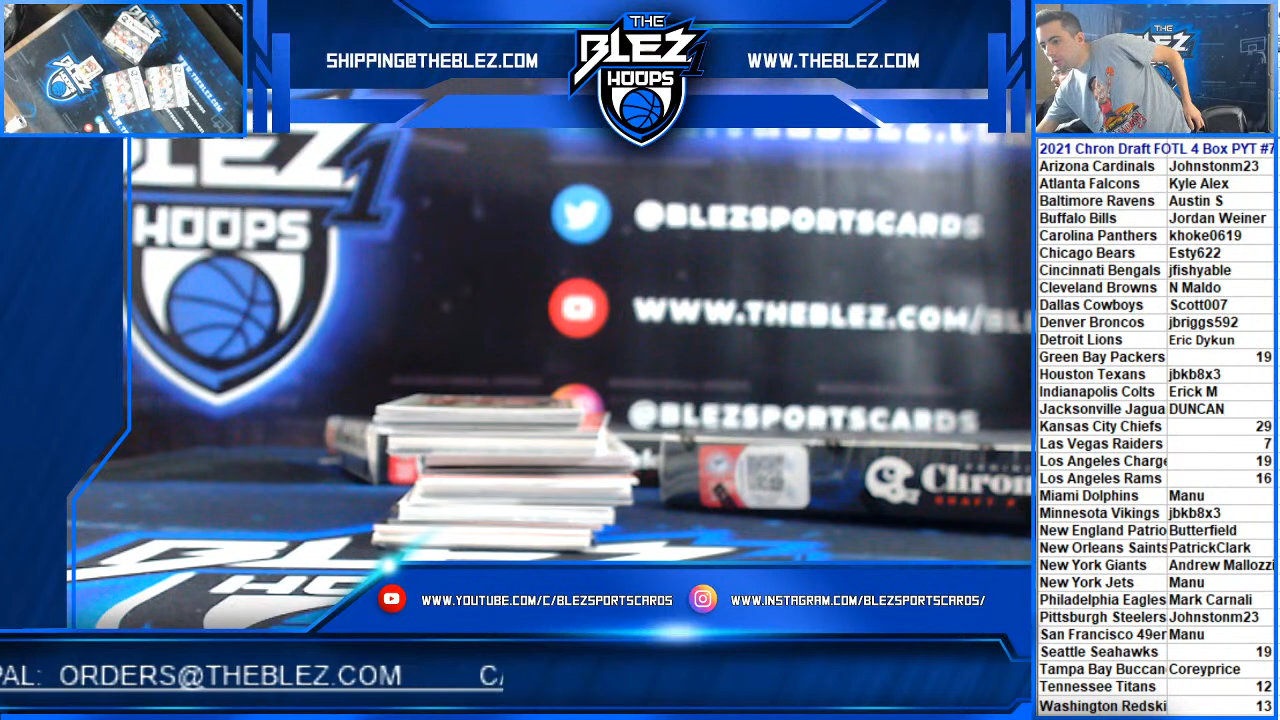 SHIPPING@THEBLEZ.COM
THE
BLEZ 1
HOOPS
WWW.THEBLEZ.COM
LEZ 1
HOOPS
@BLEZSPORTSCARDS
WWW.THEBLEZ.COM/BL
@BLEZSPORTSCARDS
Chron
DRAFT
WWW.YOUTUBE.COM/C/BLEZSPORTSCARDS
WWW.INSTAGRAM.COM/BLEZSPORTSCARDS/
PAL: ORDERS@THEBLEZ.COM
2021 Chron Draft FOTL 4 Box PYT #7
Arizona Cardinals Johnstonm23
Atlanta Falcons Kyle Alex
Baltimore Ravens Austin S
Buffalo Bills Jordan Weiner
Carolina Panthers khoke0619
Chicago Bears Esty622
Cincinnati Bengals jfishyable
Cleveland Browns N Maldo
Dallas Cowboys Scott007
Denver Broncos jbriggs592
Detroit Lions Eric Dykun
Green Bay Packers 19
Houston Texans jbkb8x3
Indianapolis Colts Erick M
Jacksonville Jagua DUNCAN
Kansas City Chiefs 29
Las Vegas Raiders 7
Los Angeles Charge 19
Los Angeles Rams 16
Miami Dolphins Manu
Minnesota Vikings jbkb8x3
New England Patrio Butterfield
New Orleans Saints PatrickClark
New York Giants Andrew Mallozzi
New York Jets Manu
Philadelphia Eagles Mark Carnali
Pittsburgh Steelers Johnstonm23
San Francisco 49er Manu
Seattle Seahawks 19
Tampa Bay Buccan Coreyprice
Tennessee Titans 12
Washington Redski 13